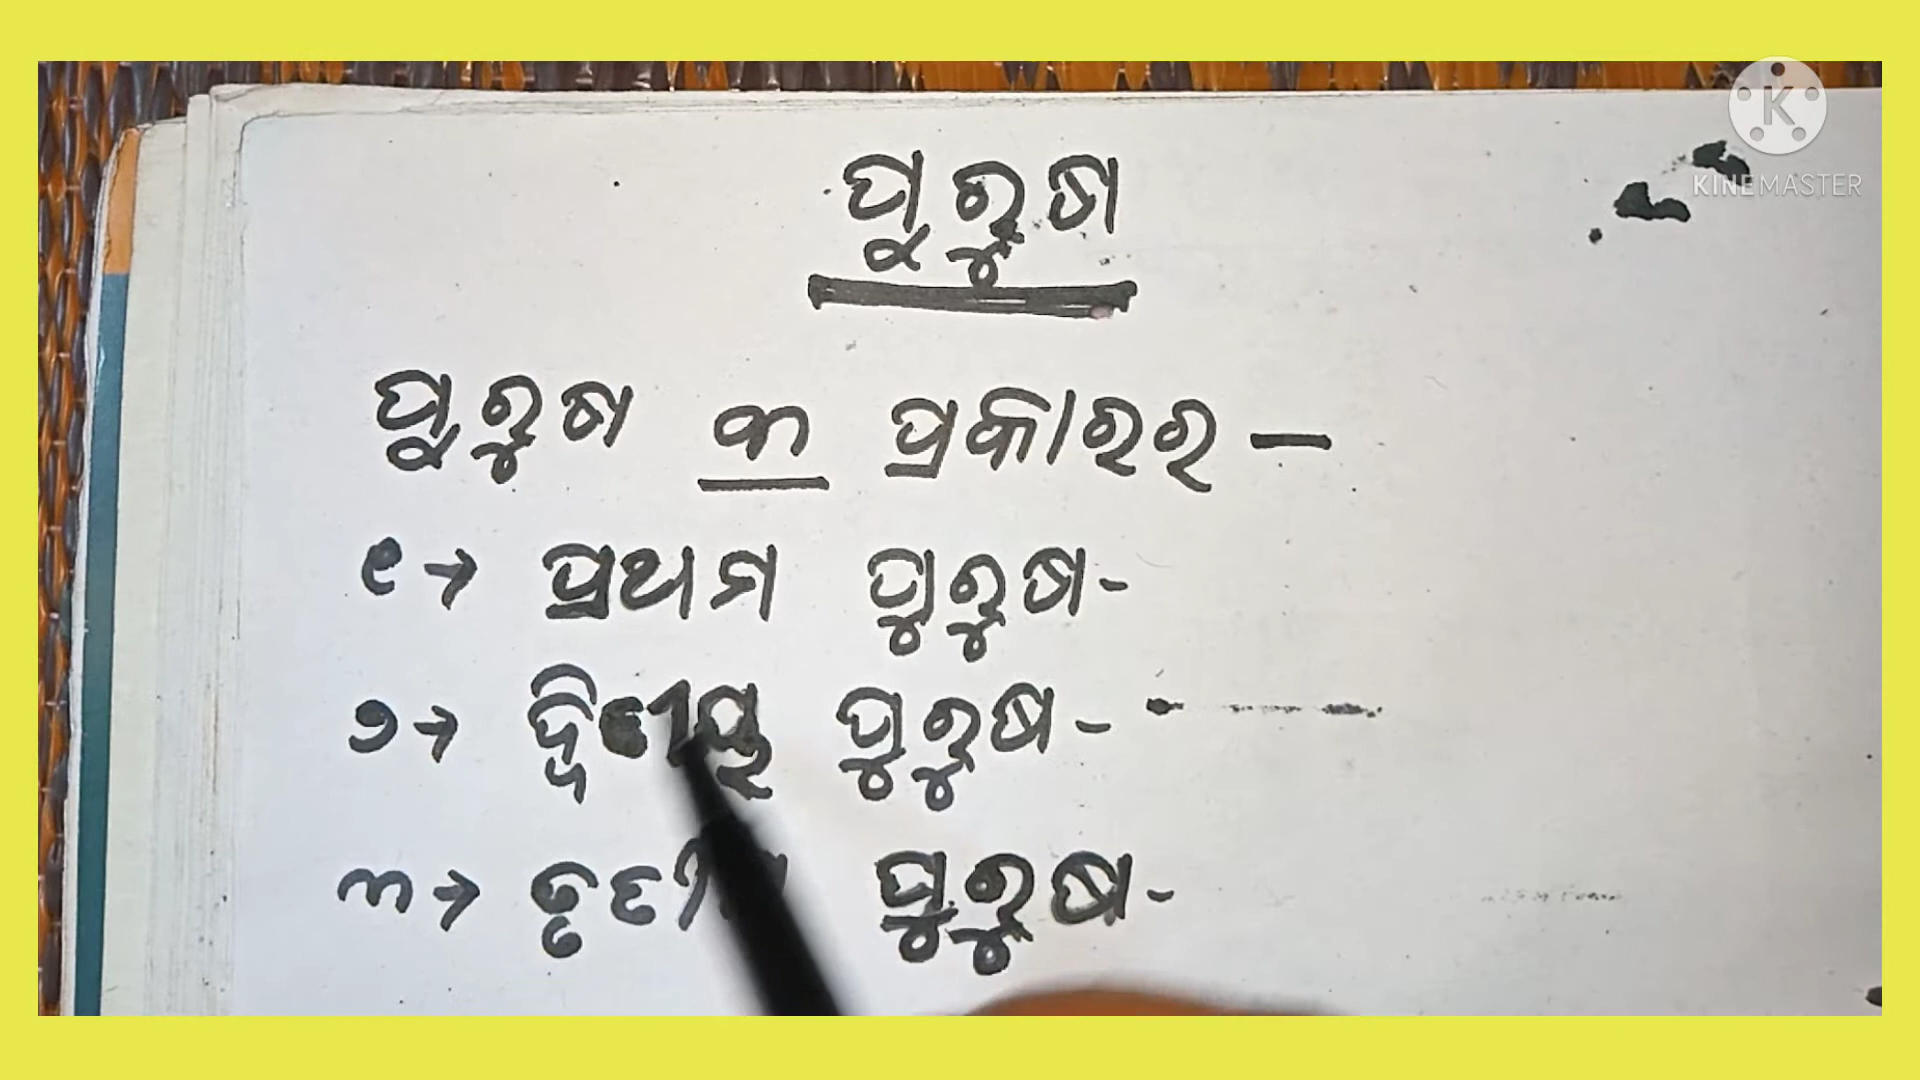 ପୁରୁଷ
ପୁରୁଷ ୩ ପ୍ରକାରର -
୧→ ପ୍ରଥମ ପୁରୁଷ-
୨→ ଦ୍ୱିତୀୟ ପୁରୁଷ-
୩→ ପୁରୁଷ-
KINEMASTER